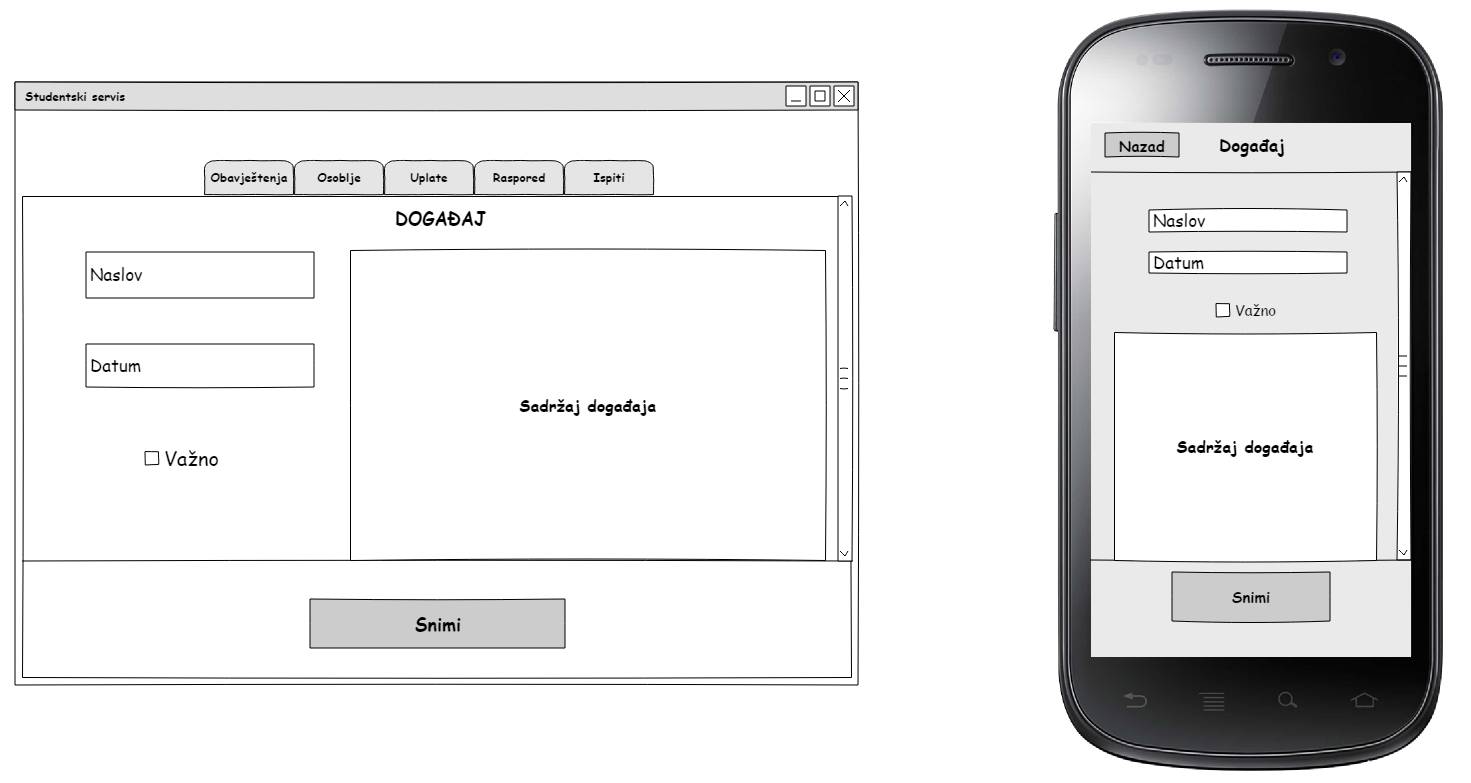 Studentski servis
Obavještenja Osoblje Uplate Raspored Ispiti
DOGAĐAJ
Naslov
Datum
Važno
Sadržaj događaja
Snimi
Nazad Događaj
Naslov
Datum
Važno
Sadržaj događaja
Snimi